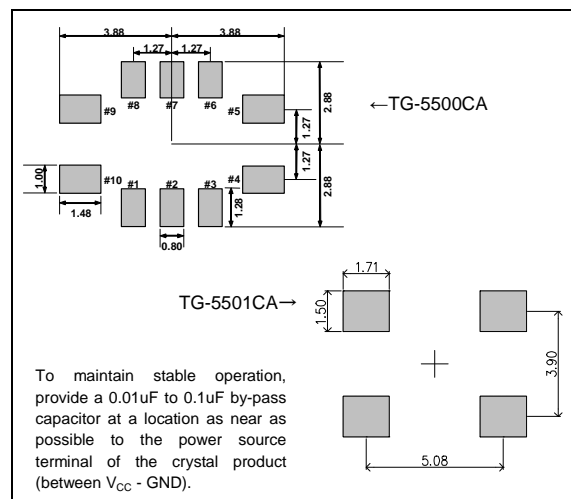 3.88 3.88
1.27 1.27
#8 #7 #6
#9 #5
2.88
1.27
←TG-5500CA
1.27
2.88
1.00
#10 #1 #2 #3 #4
1.28
1.48
0.80
1.71
TG-5501CA→
1.50
3.90
5.08
To maintain stable operation,
provide a 0.01uF to 0.1uF by-pass
capacitor at a location as near as
possible to the power source
terminal of the crystal product
(between VCC - GND).